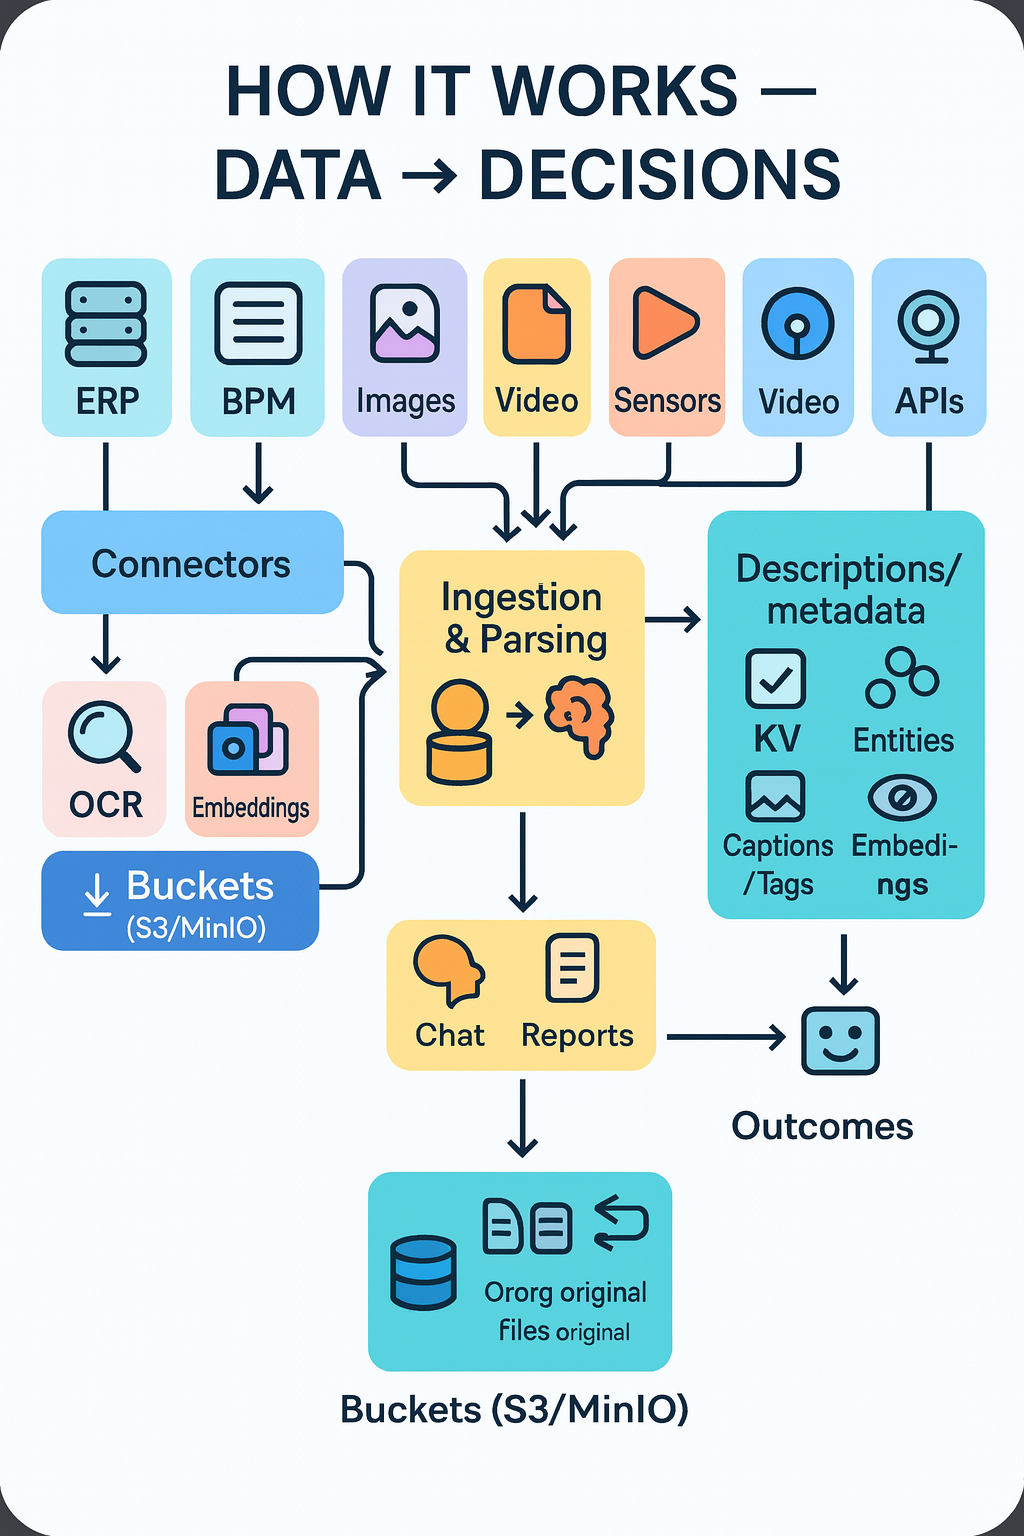 HOW IT WORKS —
DATA → DECISIONS
ERP
BPM
Images
Video
Sensors
Video
APIs
Connectors
Ingestion
& Parsing
Descriptions/
metadata
KV
Entities
Captions
/Tags
Embedi-
ngs
OCR
Embeddings
Buckets
(S3/MinIO)
Chat
Reports
Outcomes
Ororg original
files original
Buckets (S3/MinIO)